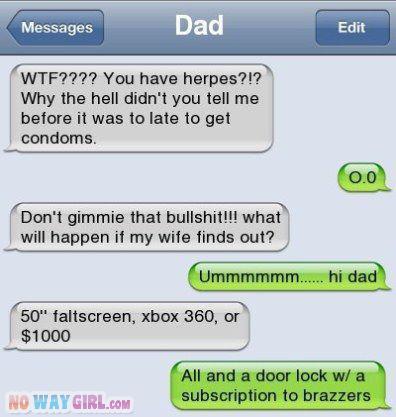 Messages
Dad
Edit
WTF???? You have herpes?!?
Why the hell didn't you tell me
before it was to late to get
condoms.
O.0
Don't gimmie that bullshit!!! what
will happen if my wife finds out?
Ummmmmm...... hi dad
50" faltscreen, xbox 360, or
$1000
All and a door lock w/ a
subscription to brazzers
NO WAY GIRL.COM